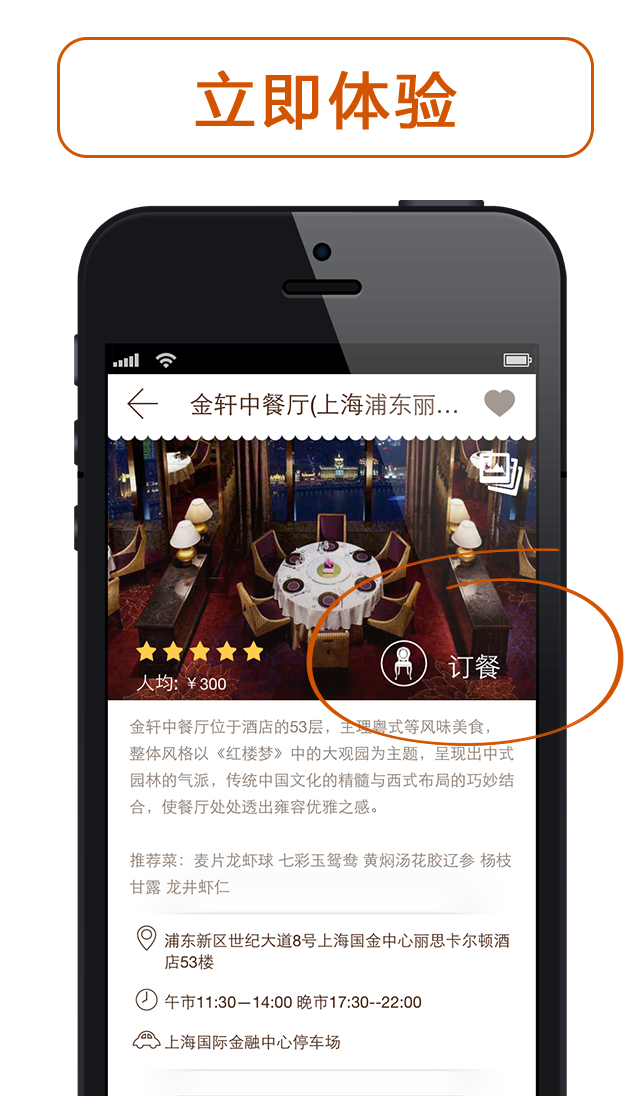 立即体验
金轩中餐厅(上海浦东丽...
人均: ￥300
订餐
金轩中餐厅位于酒店的53层，主理粤式等风味美食，
整体风格以《红楼梦》中的大观园为主题，呈现出中式
园林的气派，传统中国文化的精髓与西式布局的巧妙结
合，使餐厅处处透出雍容优雅之感。
推荐菜：麦片龙虾球 七彩玉鸳鸯 黄焖汤花胶辽参 杨枝
甘露 龙井虾仁
浦东新区世纪大道8号上海国金中心丽思卡尔顿酒
店53楼
午市11:30—14:00 晚市17:30--22:00
上海国际金融中心停车场